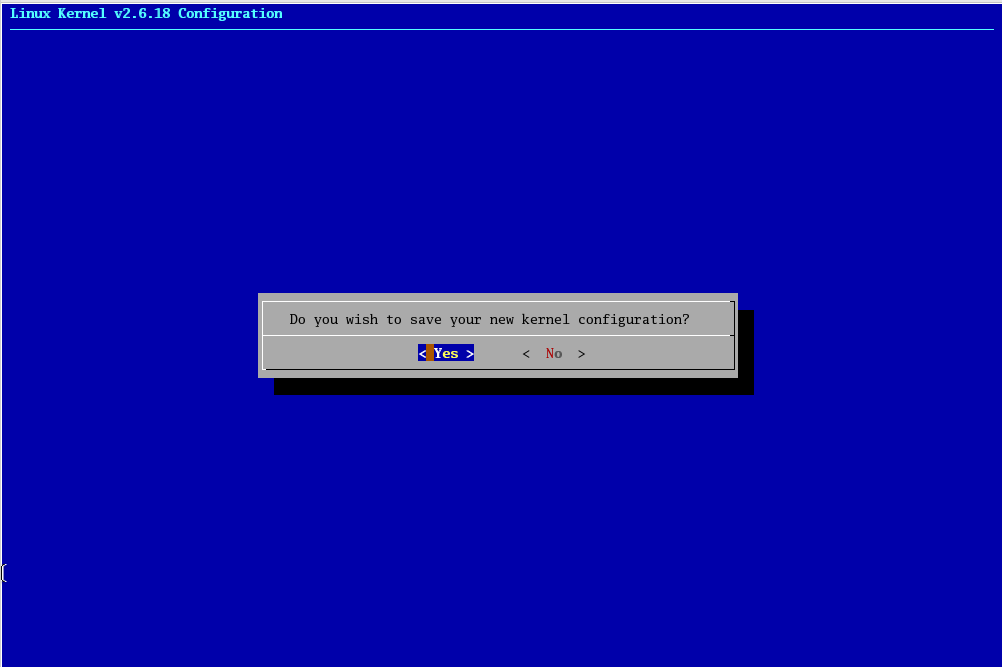 Linux Kernel v2.6.18 Configuration
Do you wish to save your new kernel configuration?
< Yes > < No >